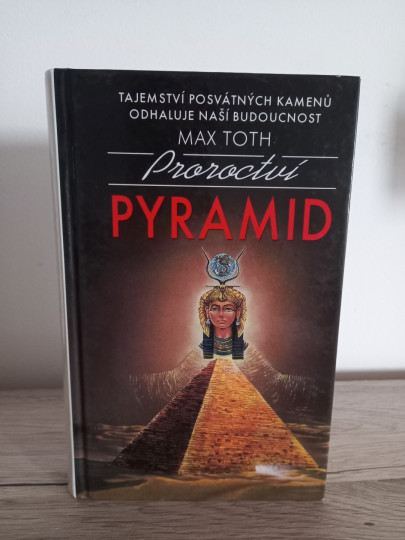 TAJEMSTVÍ POSVÁTNÝCH KAMENŮ
ODHALUJE NAŠÍ BUDOUCNOST
MAX TOTH
Proroctví
PYRAMID